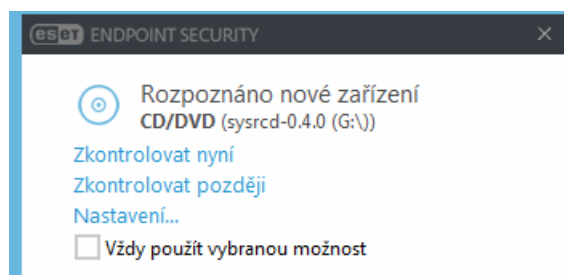 eset ENDPOINT SECURITY
Rozpoznáno nové zařízení
CD/DVD (sysrcd-0.4.0 (G:\))
Zkontrolovat nyní
Zkontrolovat později
Nastavení...
Vždy použít vybranou možnost